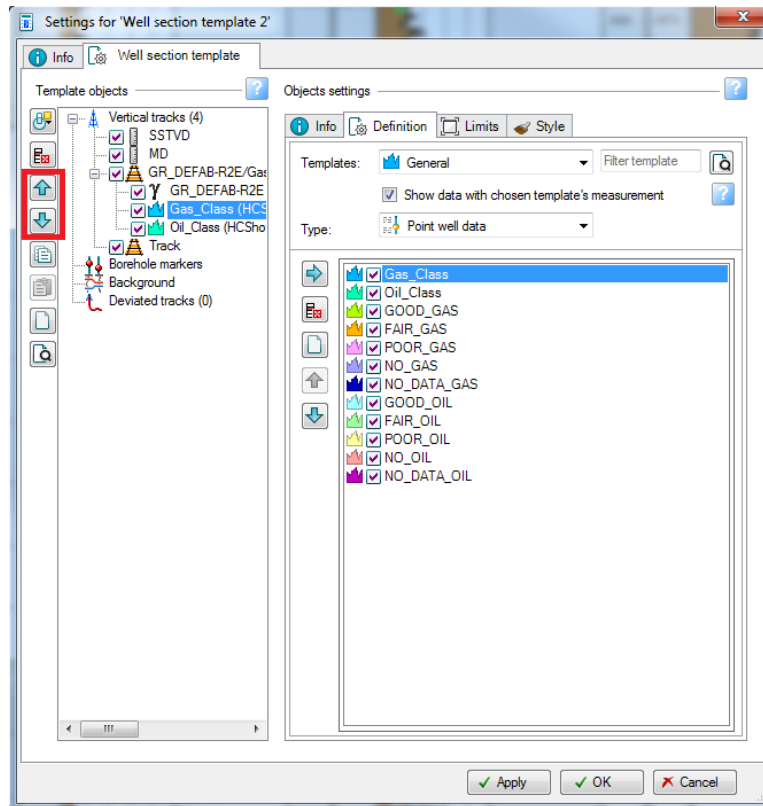 Settings for 'Well section template 2'
Info
Well section template
Template objects
Vertical tracks (4)
SSTVD
MD
GR_DEFAB-R2E/Gas
GR_DEFAB-R2E
Gas_Class (HCS
Oil_Class (HCSho
Track
Borehole markers
Background
Deviated tracks (0)
Objects settings
Info
Definition
Limits
Style
Templates:
General
Filter template
Show data with chosen template's measurement
Type:
Point well data
Gas_Class
Oil_Class
GOOD_GAS
FAIR_GAS
POOR_GAS
NO_GAS
NO_DATA_GAS
GOOD_OIL
FAIR_OIL
POOR_OIL
NO_OIL
NO_DATA_OIL
Apply
OK
Cancel